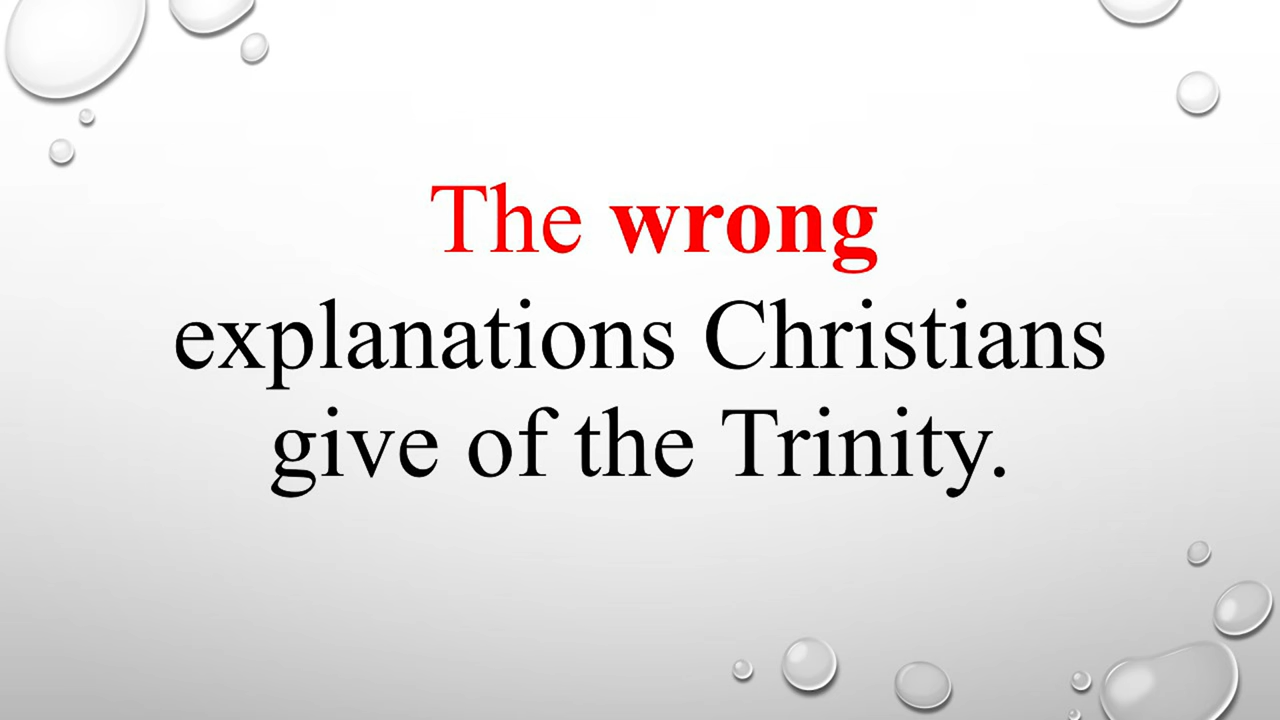 The wrong
explanations Christians
give of the Trinity.